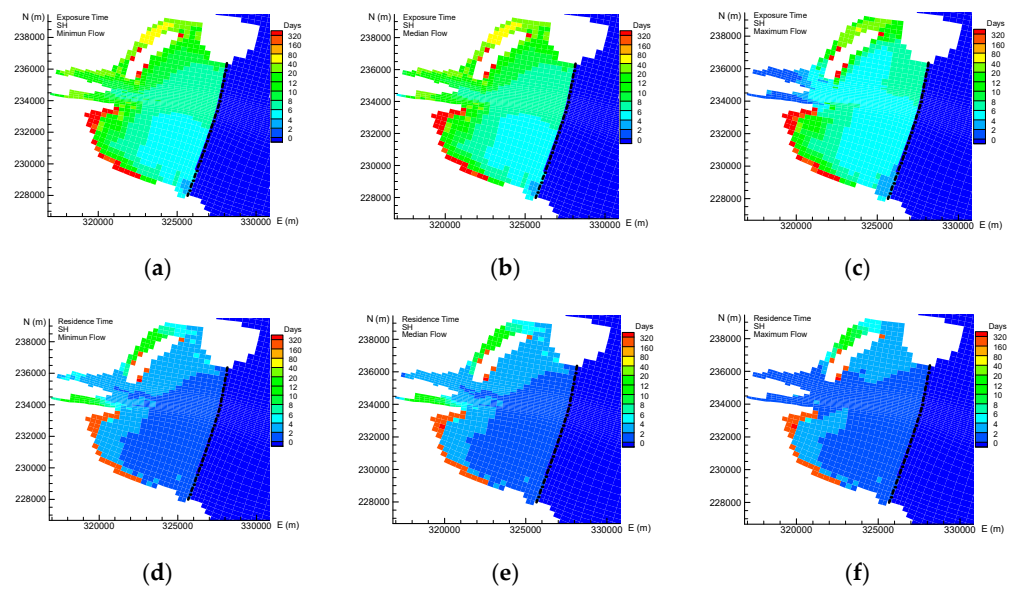 N (m)
Exposure Time
SH
Minimun Flow
Days
320
160
80
40
20
12
10
8
6
4
2
0
238000
236000
234000
232000
230000
228000
320000 325000 330000 E (m)
(a)
N (m)
Exposure Time
SH
Median Flow
Days
320
160
80
40
20
12
10
8
6
4
2
0
238000
236000
234000
232000
230000
228000
320000 325000 330000 E (m)
(b)
N (m)
Exposure Time
SH
Maximum Flow
Days
320
160
80
40
20
12
10
8
6
4
2
0
238000
236000
234000
232000
230000
228000
320000 325000 330000 E (m)
(c)
N (m)
Residence Time
SH
Minimun Flow
Days
320
160
80
40
20
12
10
8
6
4
2
0
238000
236000
234000
232000
230000
228000
320000 325000 330000 E (m)
(d)
N (m)
Residence Time
SH
Median Flow
Days
320
160
80
40
20
12
10
8
6
4
2
0
238000
236000
234000
232000
230000
228000
320000 325000 330000 E (m)
(e)
N (m)
Residence Time
SH
Maximum Flow
Days
320
160
80
40
20
12
10
8
6
4
2
0
238000
236000
234000
232000
230000
228000
320000 325000 330000 E (m)
(f)